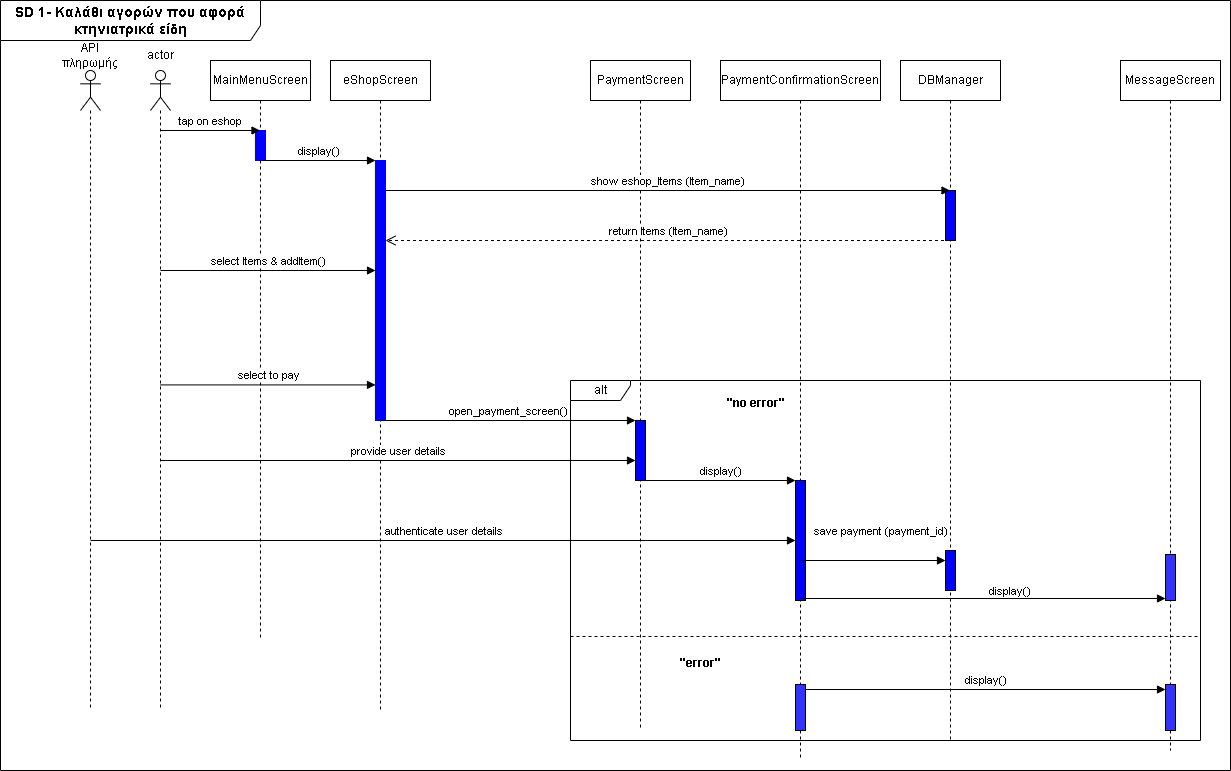 SD 1- Καλάθι αγορών που αφορά
κτηνιατρικά είδη
API
πληρωμής
actor
MainMenuScreen
eShopScreen
PaymentScreen
PaymentConfirmationScreen
DBManager
MessageScreen
tap on eshop
display()
show eshop_Items (Item_name)
return Items (Item_name)
select Items & addItem()
select to pay
alt
"no error"
open_payment_screen()
provide user details
display()
authenticate user details
save payment (payment_id)
display()
"error"
display()